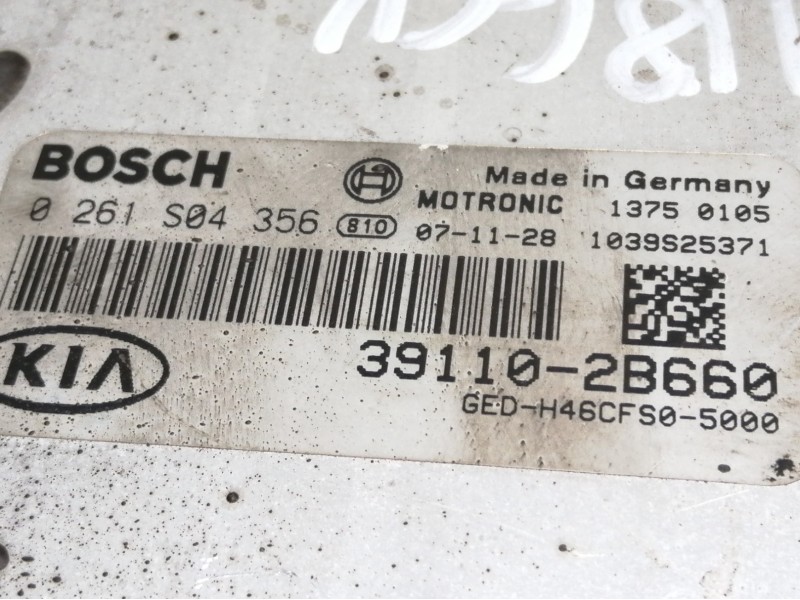 BOSCH
Made in Germany
MOTRONIC 1375 0105
0 261 S04 356 810 07-11-28 1039S25371
KIA
39110-2B660
GED-H46CFS0-5000